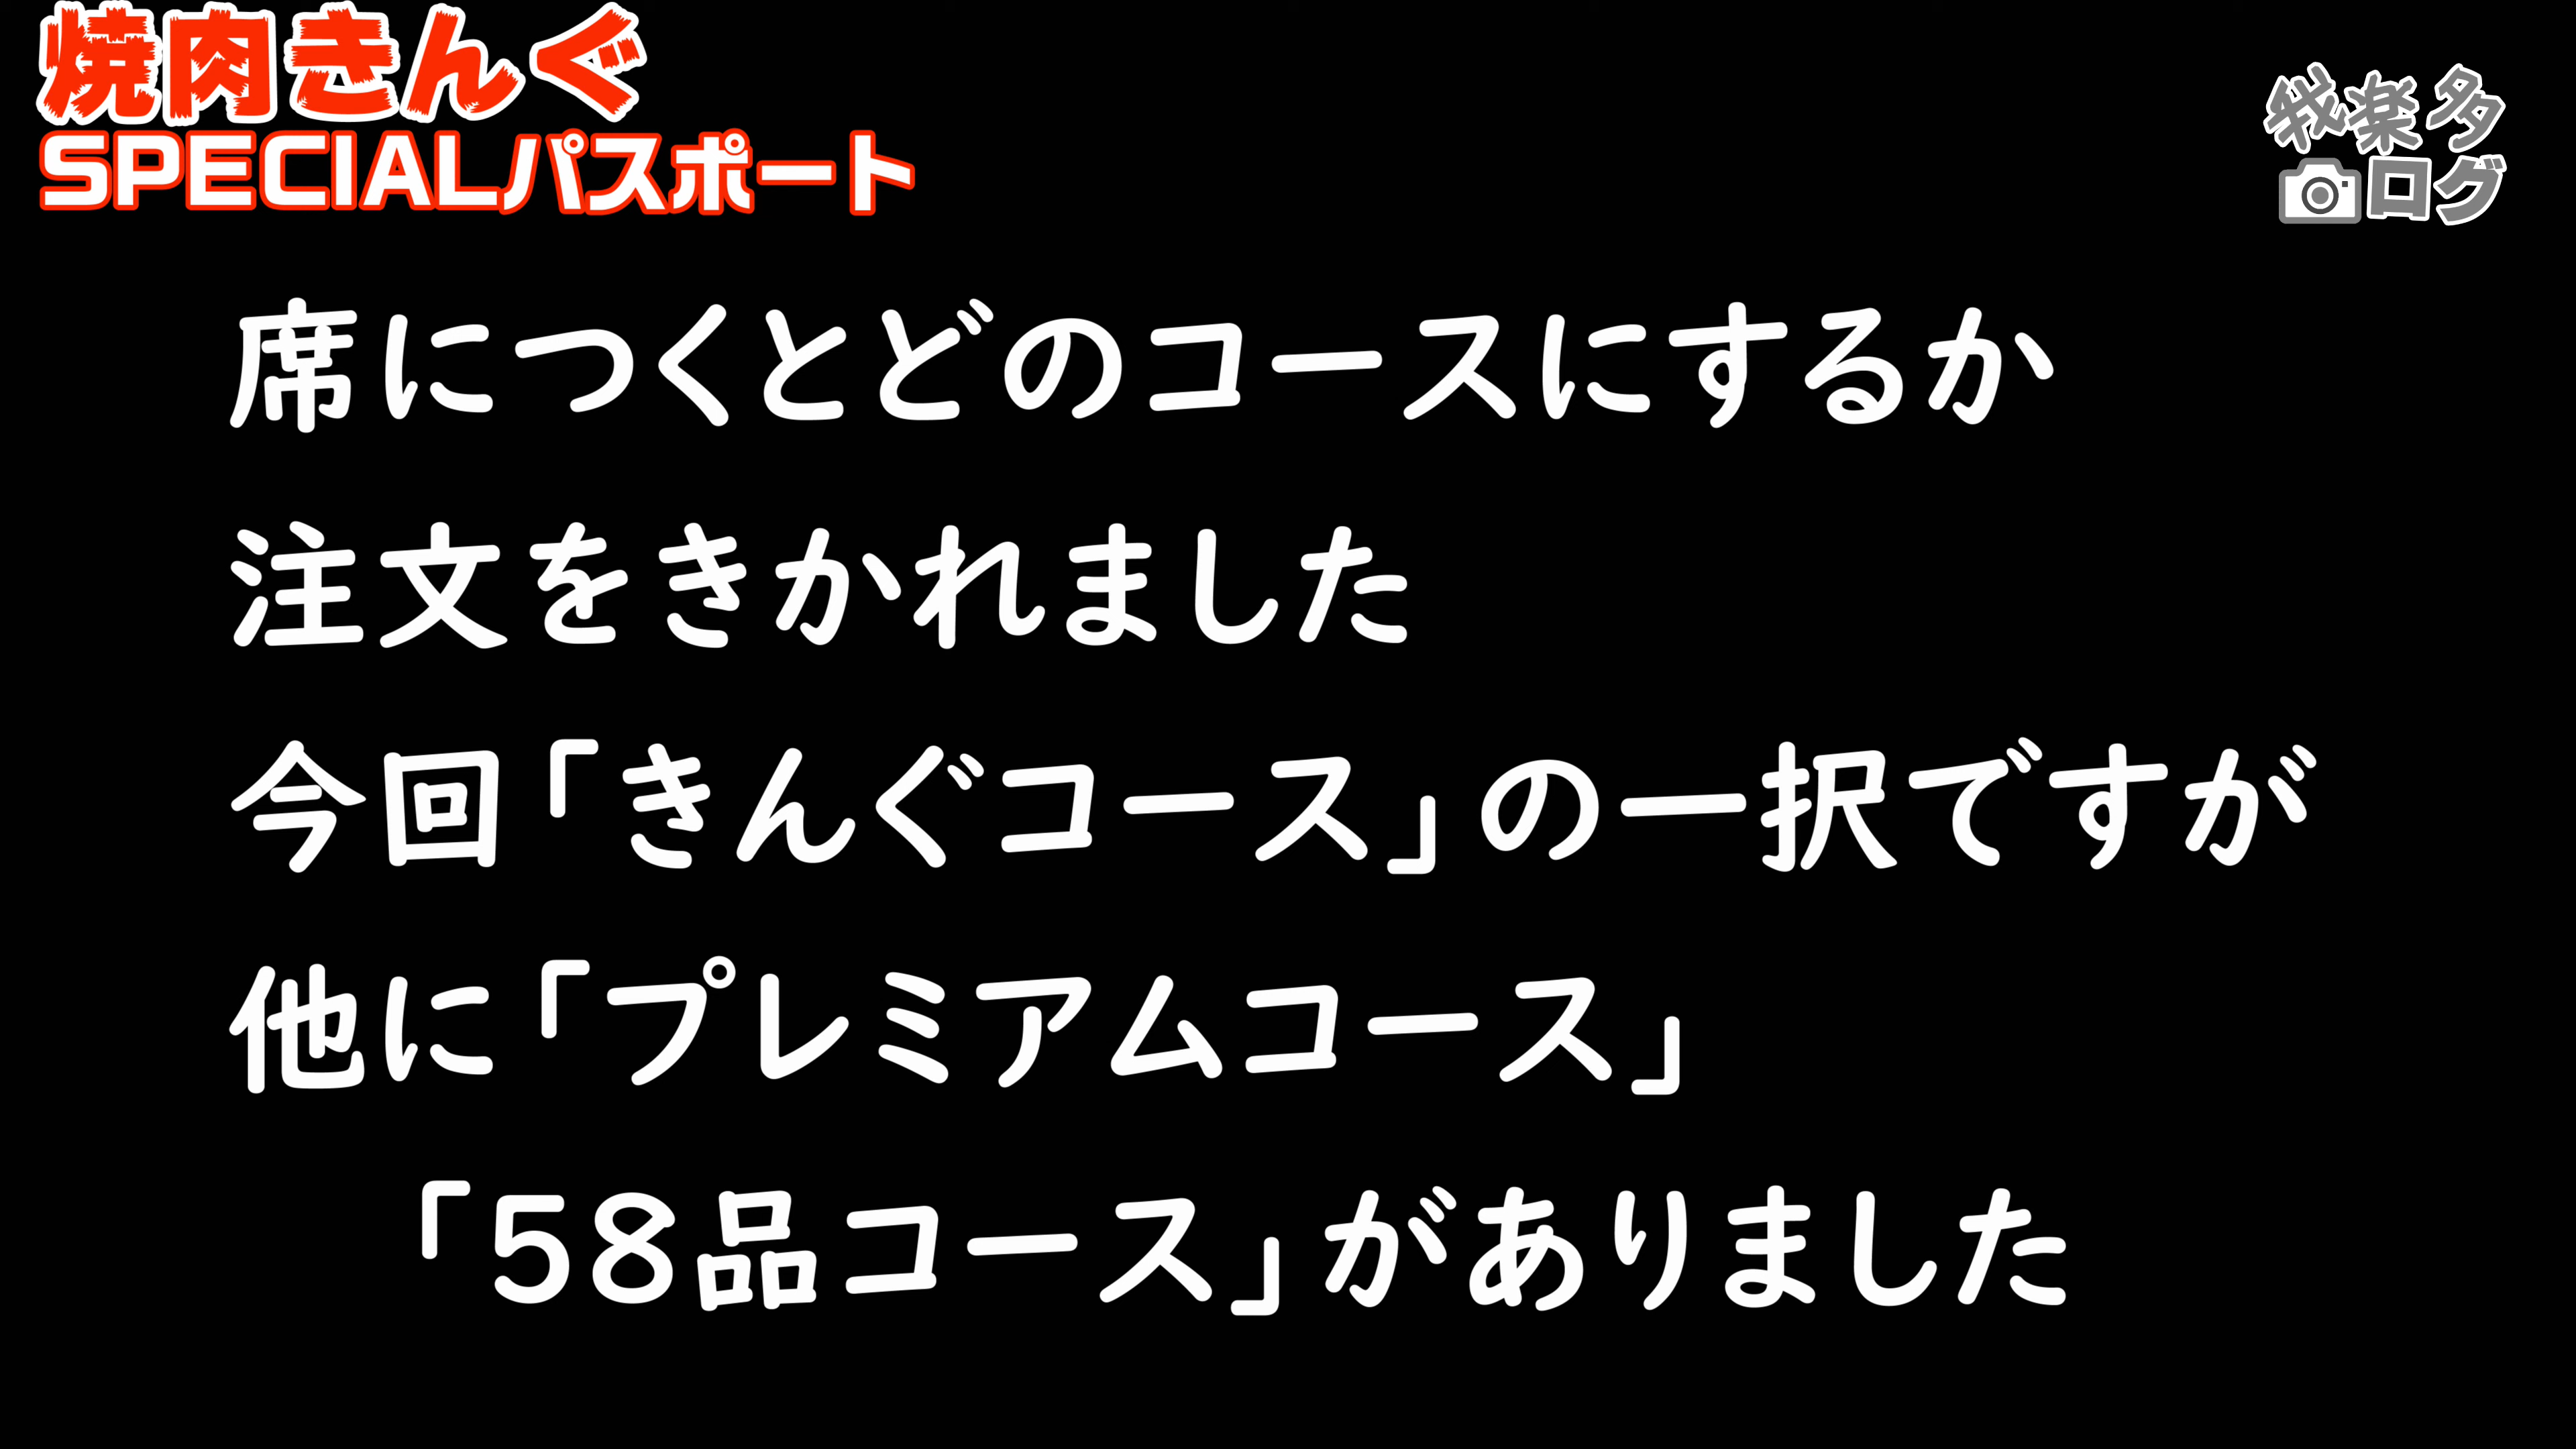 焼肉きんぐ
SPECIALパスポート
我楽多
ログ
席につくとどのコースにするか
注文をきかれました
今回「きんぐコース」の一択ですが
他に「プレミアムコース」
「58品コース」がありました